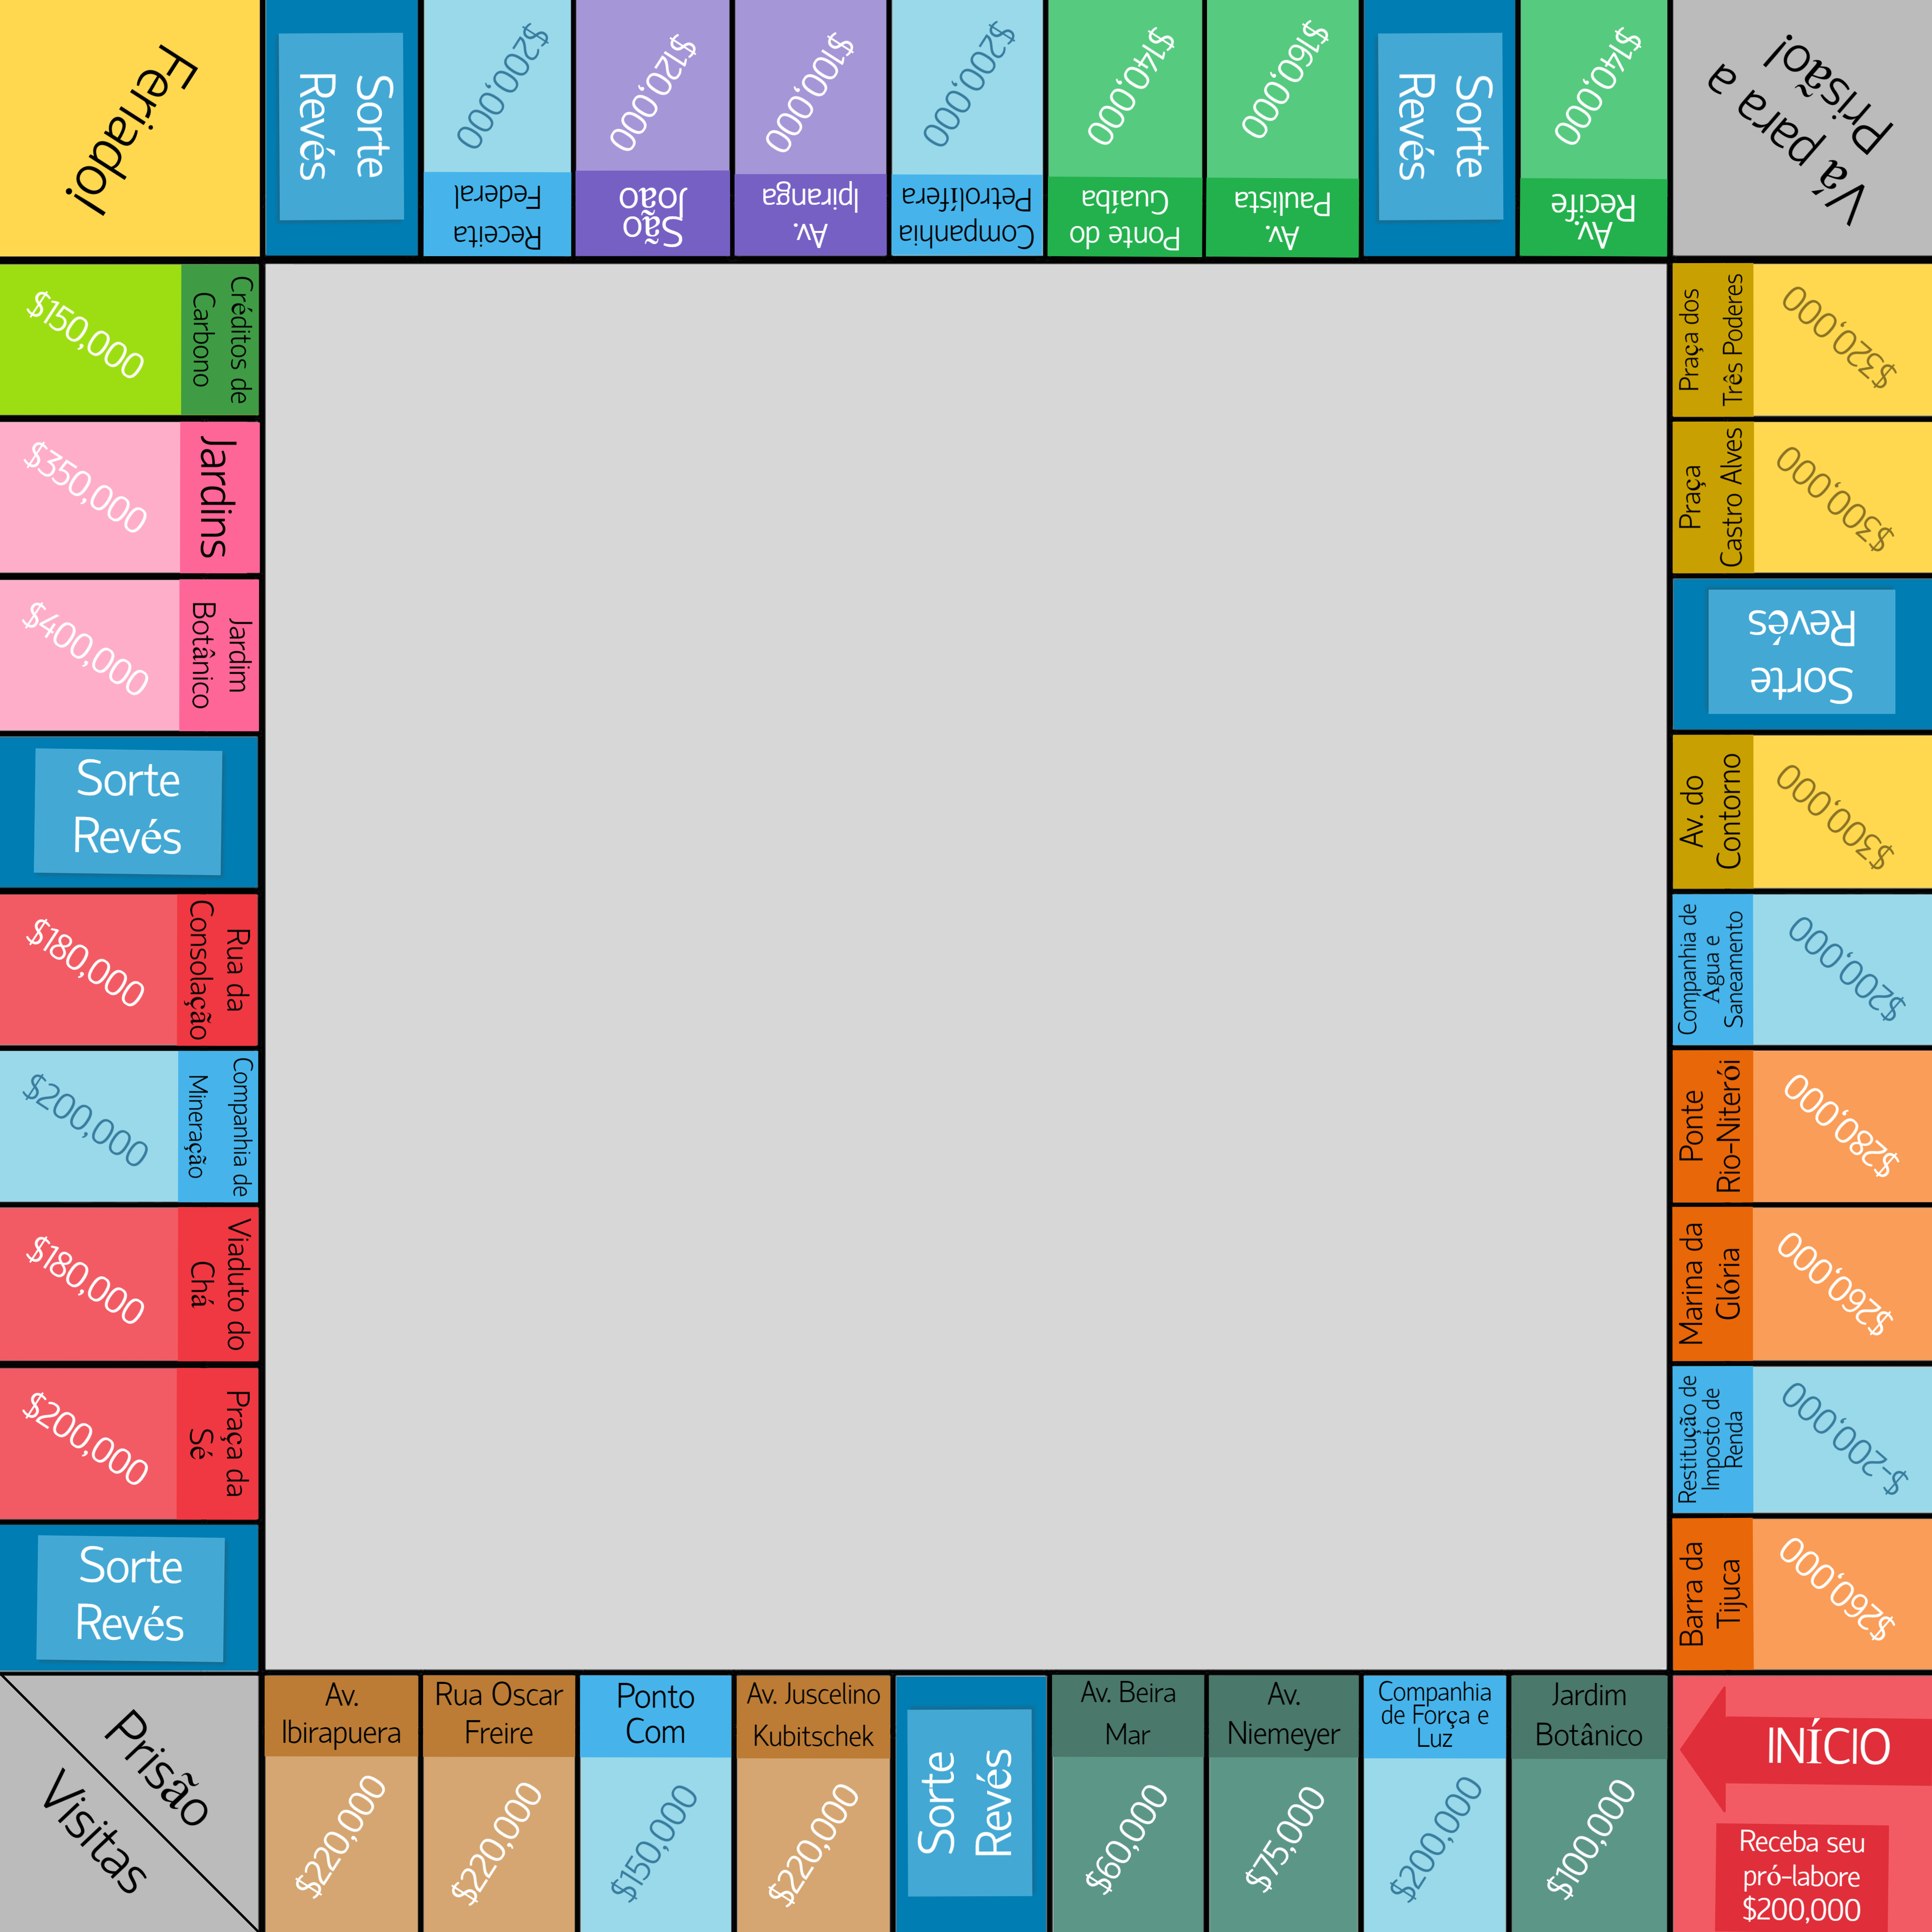 Feriado!
Sorte
Revés
$200,000
Receita
Federal
$120,000
São
João
$100,000
Av.
Ipiranga
$200,000
Companhia
Petrolífera
$140,000
Ponte do
Guaíba
$160,000
Av.
Paulista
Sorte
Revés
$140,000
Av.
Recife
Vá para a
Prisão!
Praça dos
Três Poderes
$320,000
Praça
Castro Alves
$300,000
Sorte
Revés
Av. do
Contorno
$300,000
Companhia de
Água e
Saneamento
$200,000
Ponte
Rio-Niterói
$280,000
Marina da
Glória
$260,000
Restitução de
Imposto de
Renda
$-200,000
Barra da
Tijuca
$260,000
INÍCIO
Receba seu
pró-labore
$200,000
Jardim
Botânico
$100,000
Companhia
de Força e
Luz
$200,000
Av.
Niemeyer
$75,000
Av. Beira
Mar
$60,000
Sorte
Revés
Av. Juscelino
Kubitschek
$220,000
Ponto
Com
$150,000
Rua Oscar
Freire
$220,000
Av.
Ibirapuera
$220,000
Prisão
Visitas
Sorte
Revés
Praça da
Sé
$200,000
Viaduto do
Chá
$180,000
Companhia de
Mineração
$200,000
Rua da
Consolação
$180,000
Sorte
Revés
Jardim
Botânico
$400,000
Jardins
$350,000
Créditos de
Carbono
$150,000